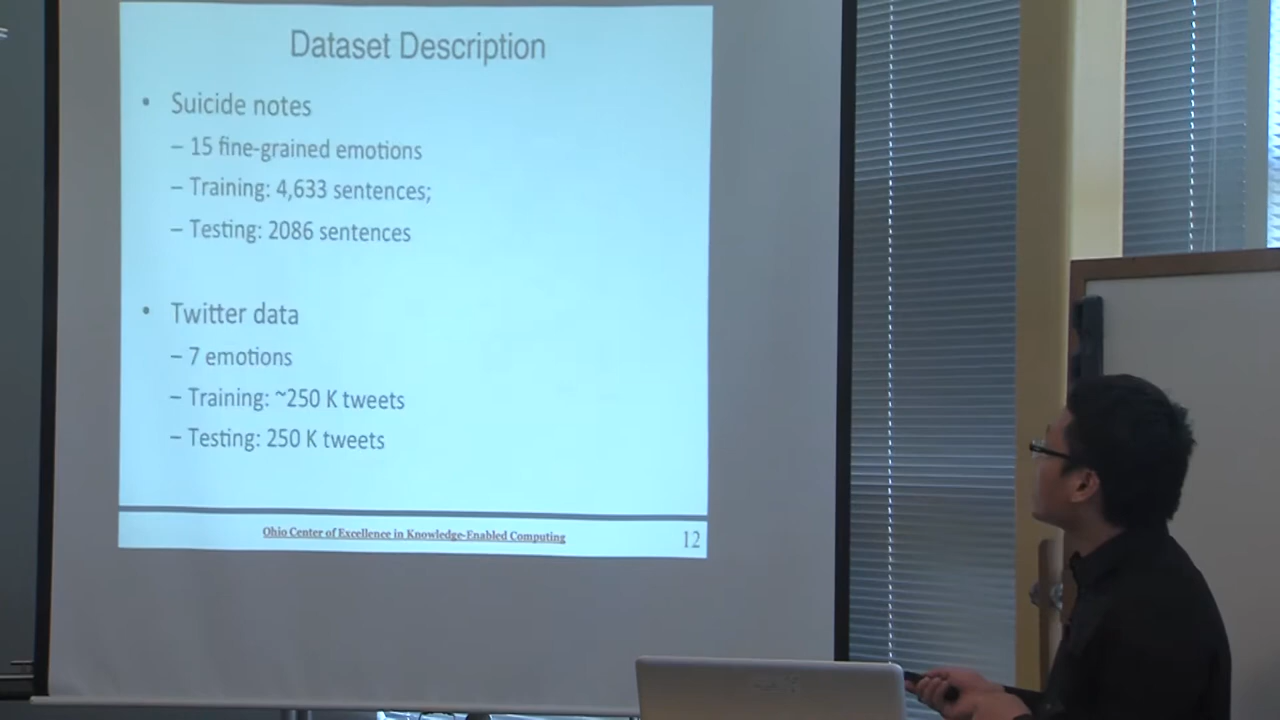 Dataset Description
• Suicide notes
– 15 fine-grained emotions
– Training: 4,633 sentences;
– Testing: 2086 sentences
• Twitter data
– 7 emotions
– Training: ~250 K tweets
– Testing: 250 K tweets
Ohio Center of Excellence in Knowledge-Enabled Computing
12